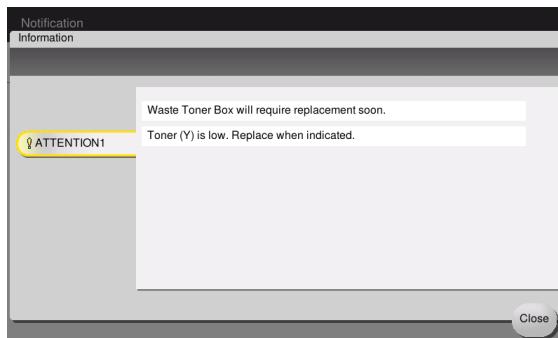 Notification
Information
Waste Toner Box will require replacement soon.
ATTENTION1
Toner (Y) is low. Replace when indicated.
Close